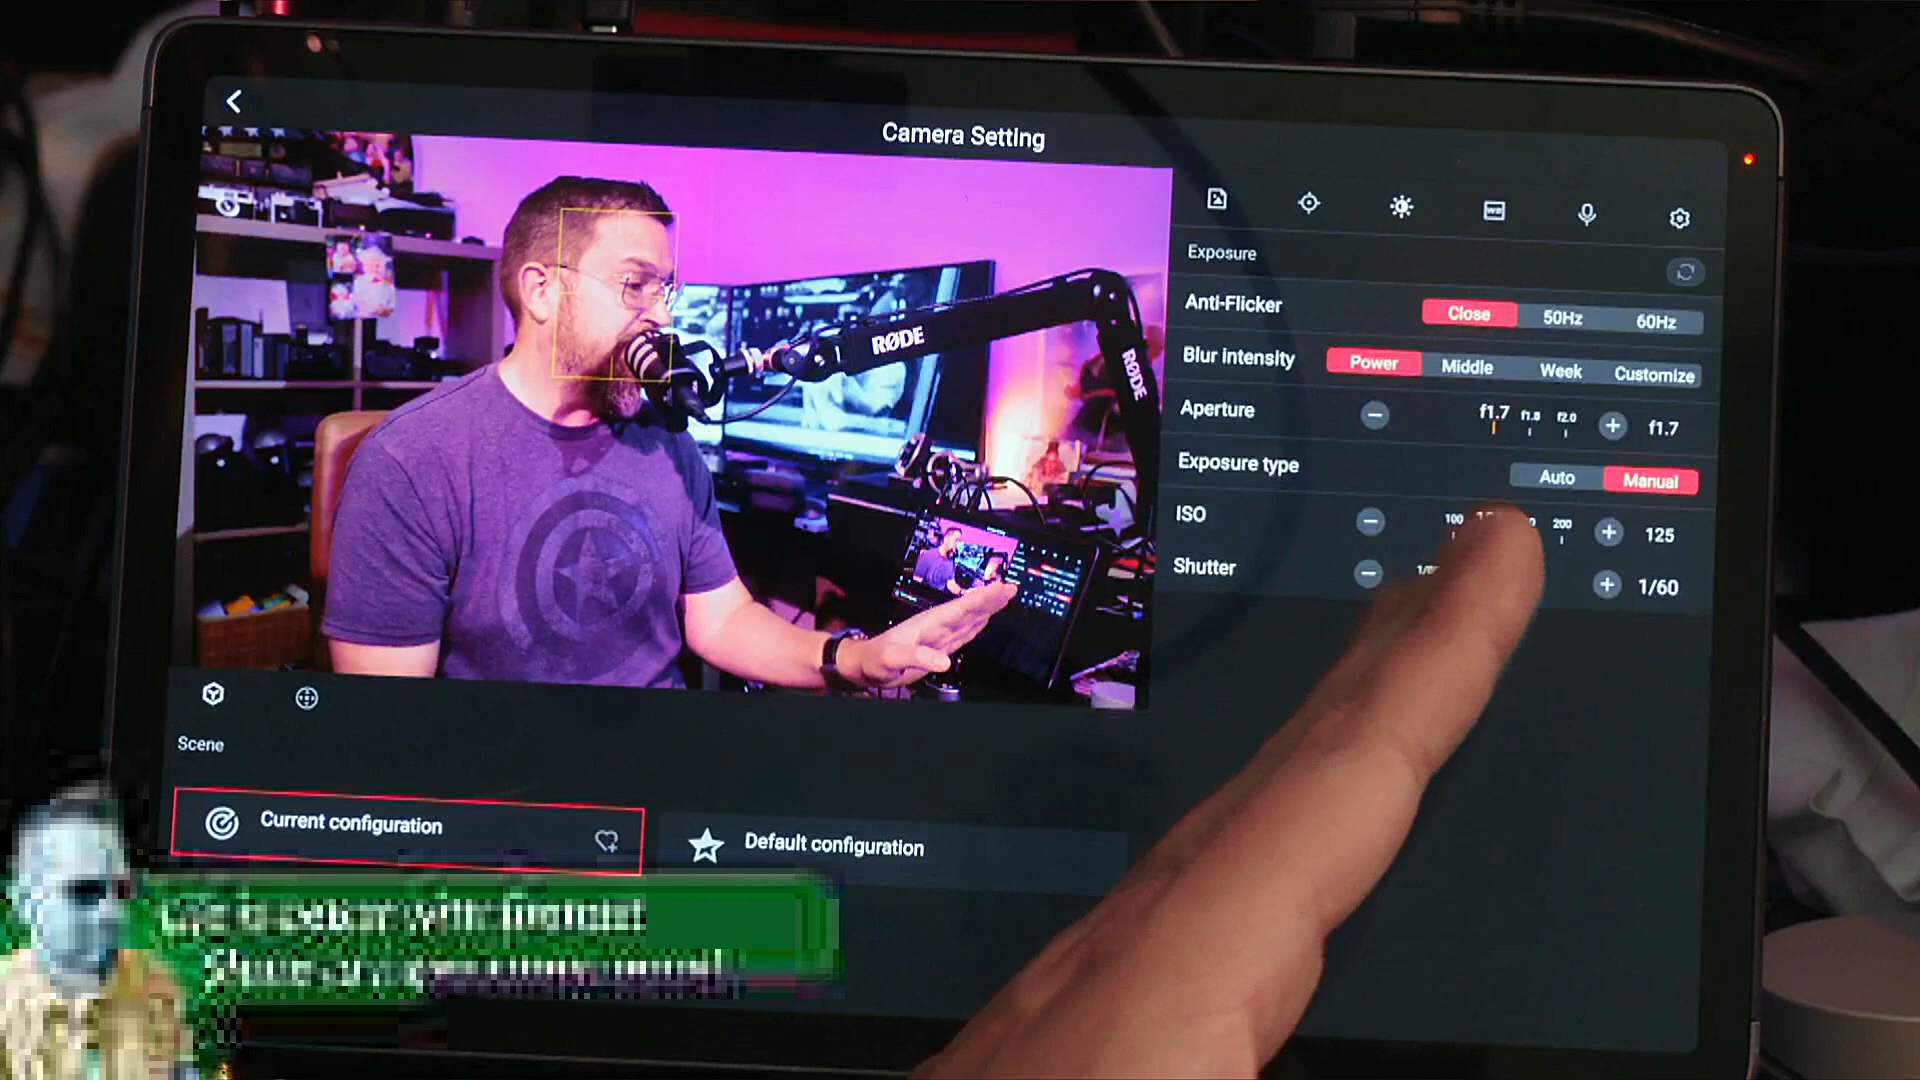 Camera Setting
RØDE
RØDE
WB
Exposure
Anti-Flicker Close 50Hz 60Hz
Blur intensity Power Middle Week Customize
Aperture f1.7 f1.8 f2.0 f1.7
Exposure type Auto Manual
ISO 100 200 125
Shutter 1/60
Scene
Current configuration
Default configuration